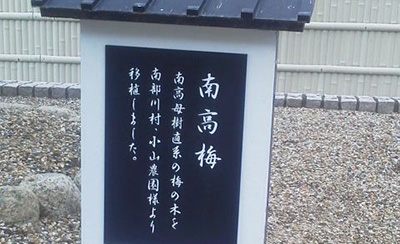 南高梅
南高母樹直系の梅の木を
南部川村、小山農園様より
移植しました。